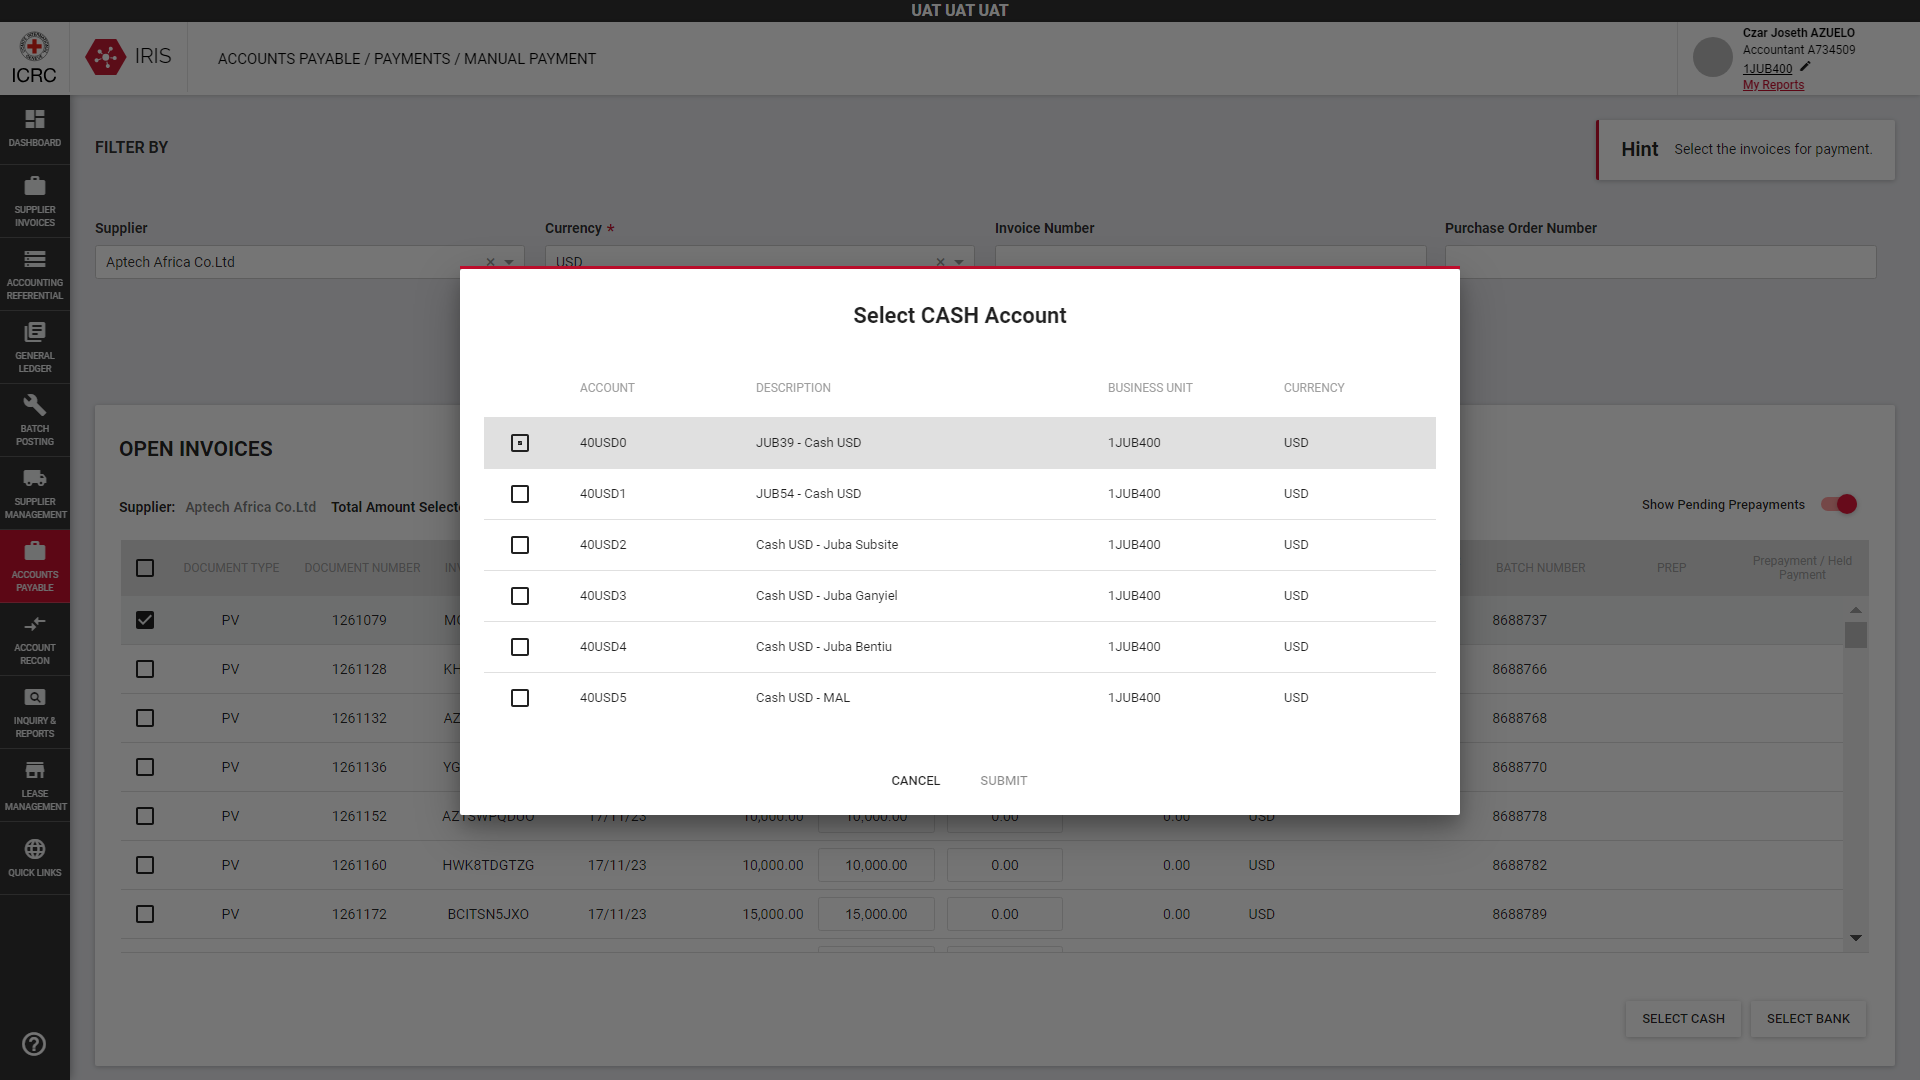 UAT UAT UAT
ICRC
IRIS
ACCOUNTS PAYABLE / PAYMENTS / MANUAL PAYMENT
Czar Joseth AZUELO
Accountant A734509
1JUB400
My Reports
DASHBOARD
SUPPLIER
INVOICES
ACCOUNTING
REFERENTIAL
GENERAL
LEDGER
BATCH
POSTING
SUPPLIER
MANAGEMENT
ACCOUNTS
PAYABLE
ACCOUNT
RECON
INQUIRY &
REPORTS
LEASE
MANAGEMENT
QUICK LINKS
FILTER BY
Hint Select the invoices for payment.
Supplier Currency * Invoice Number Purchase Order Number
Aptech Africa Co.Ltd USD
Select CASH Account
ACCOUNT DESCRIPTION BUSINESS UNIT CURRENCY
40USD0 JUB39 - Cash USD 1JUB400 USD
40USD1 JUB54 - Cash USD 1JUB400 USD
40USD2 Cash USD - Juba Subsite 1JUB400 USD
40USD3 Cash USD - Juba Ganyiel 1JUB400 USD
40USD4 Cash USD - Juba Bentiu 1JUB400 USD
40USD5 Cash USD - MAL 1JUB400 USD
CANCEL SUBMIT
OPEN INVOICES
Supplier: Aptech Africa Co.Ltd Total Amount Select
Show Pending Prepayments
DOCUMENT TYPE DOCUMENT NUMBER BATCH NUMBER PREP Prepayment / Held
Payment
PV 1261079 8688737
PV 1261128 KH 8688766
PV 1261132 AZ 8688768
PV 1261136 YG 8688770
PV 1261152 AZ1SWPQDUO 17/11/23 10,000.00 10,000.00 0.00 0.00 USD 8688778
PV 1261160 HWK8TDGTZG 17/11/23 10,000.00 10,000.00 0.00 0.00 USD 8688782
PV 1261172 BCITSN5JXO 17/11/23 15,000.00 15,000.00 0.00 0.00 USD 8688789
SELECT CASH SELECT BANK